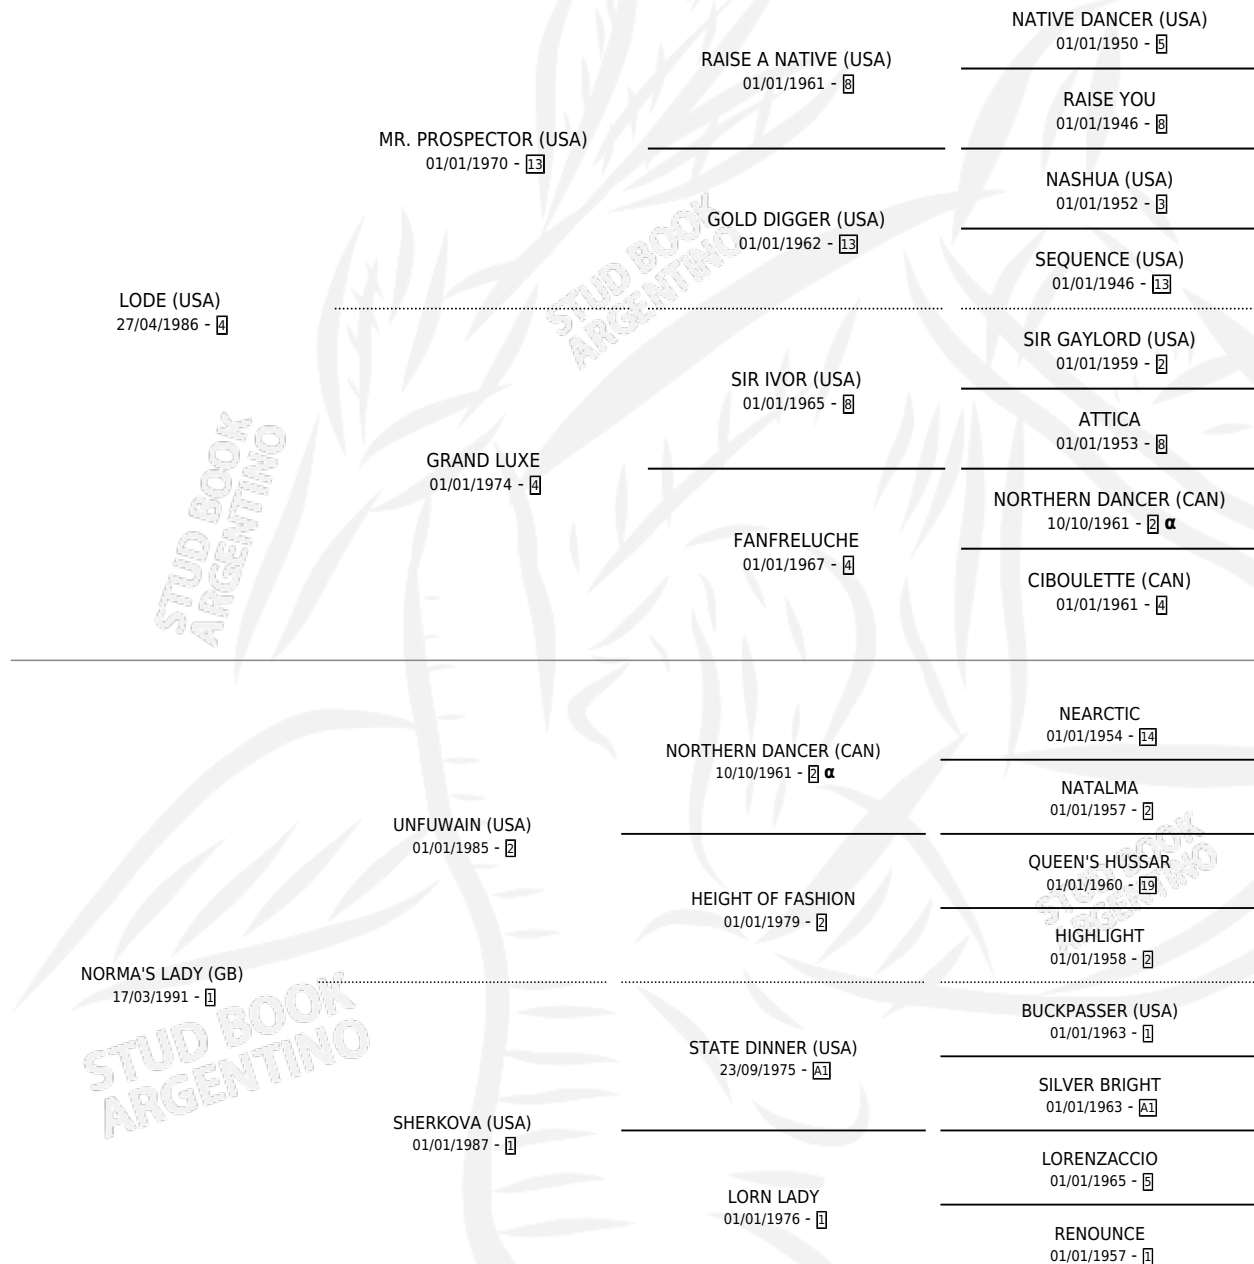 NATIVE DANCER (USA)
01/01/1950 - 5
RAISE A NATIVE (USA)
01/01/1961 - 8
RAISE YOU
01/01/1946 - 8
MR. PROSPECTOR (USA)
01/01/1970 - 13
NASHUA (USA)
01/01/1952 - 3
GOLD DIGGER (USA)
01/01/1962 - 13
SEQUENCE (USA)
01/01/1946 - 13
LODE (USA)
27/04/1986 - 4
STUD BOOK
ARGENTINO
SIR GAYLORD (USA)
01/01/1959 - 2
SIR IVOR (USA)
01/01/1965 - 8
ATTICA
01/01/1953 - 8
GRAND LUXE
01/01/1974 - 4
STUD BOOK
ARGENTINO
NORTHERN DANCER (CAN)
10/10/1961 - 2 α
FANFRELUCHE
01/01/1967 - 4
CIBOULETTE (CAN)
01/01/1961 - 4
NEARCTIC
01/01/1954 - 14
NORTHERN DANCER (CAN)
10/10/1961 - 2 α
NATALMA
01/01/1957 - 2
UNFUWAIN (USA)
01/01/1985 - 2
QUEEN'S HUSSAR
01/01/1960 - 19
STUD BOOK
ARGENTINO
HEIGHT OF FASHION
01/01/1979 - 2
HIGHLIGHT
01/01/1958 - 2
NORMA'S LADY (GB)
17/03/1991 - 1
STUD BOOK
ARGENTINO
BUCKPASSER (USA)
01/01/1963 - 1
STATE DINNER (USA)
23/09/1975 - A1
SILVER BRIGHT
01/01/1963 - A1
SHERKOVA (USA)
01/01/1987 - 1
LORENZACCIO
01/01/1965 - 5
LORN LADY
01/01/1976 - 1
RENOUNCE
01/01/1957 - 1